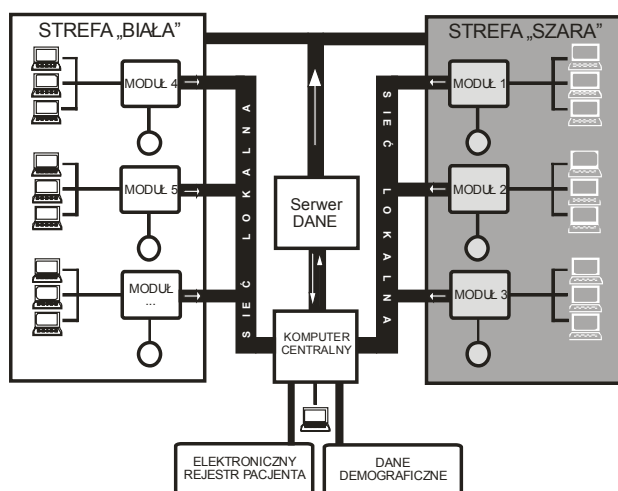 STREFA „BIAŁA”
STREFA „SZARA”
MODUŁ 4
MODUŁ 5
MODUŁ
...
SIEĆ LOKALNA
Serwer
DANE
SIEĆ LOKALNA
MODUŁ 1
MODUŁ 2
MODUŁ 3
KOMPUTER
CENTRALNY
ELEKTRONICZNY
REJESTR PACJENTA
DANE
DEMOGRAFICZNE